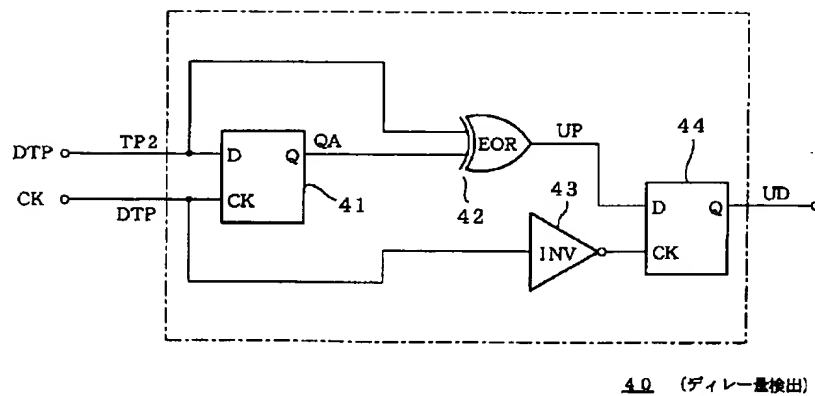 DTP
TP2
D
Q
QA
EOR
UP
44
CK
DTP
CK
41
42
43
INV
D
Q
CK
UD
40 (ディレー量検出)